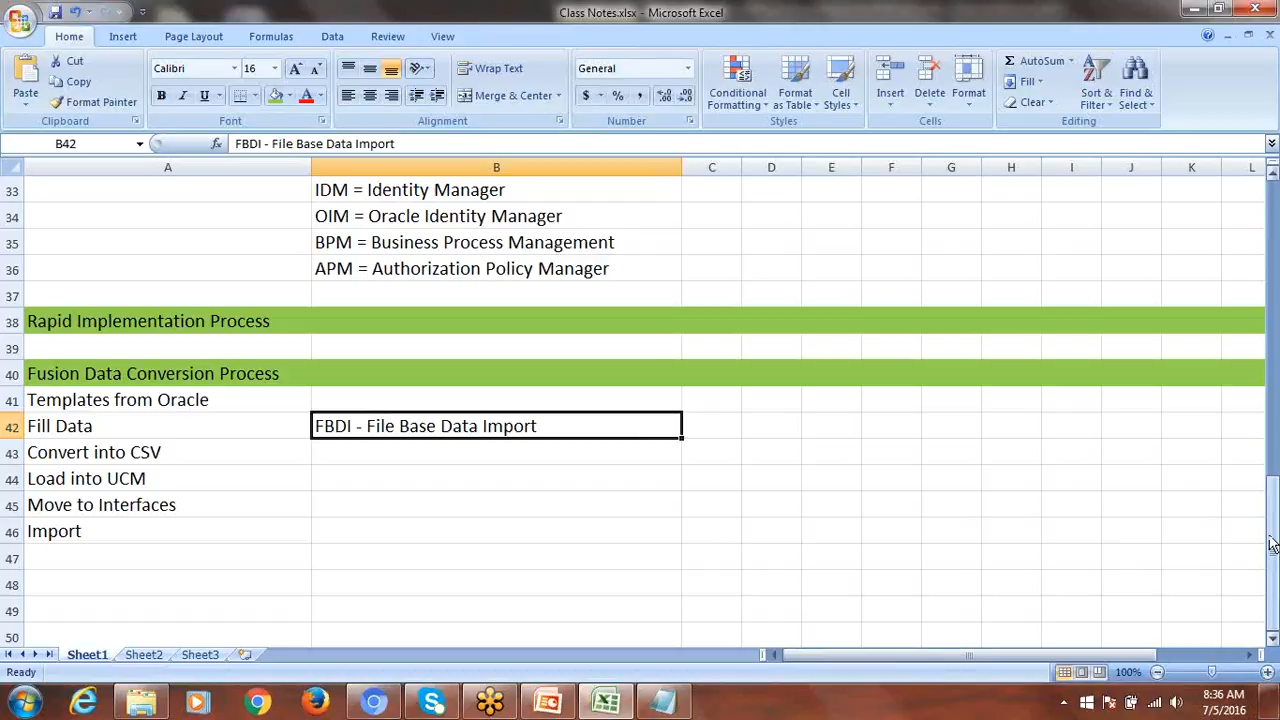 Class Notes.xlsx - Microsoft Excel
Home Insert Page Layout Formulas Data Review View
Paste
Cut
Copy
Format Painter
Clipboard
Calibri 16 A A
B I U A
Font
Wrap Text
Merge & Center
Alignment
General
$ % ,
Number
Conditional Formatting
Format as Table
Cell Styles
Styles
Insert Delete Format
Cells
Σ AutoSum
Fill
Clear
Sort & Filter
Find & Select
Editing
B42 fx FBDI - File Base Data Import
A B C D E F G H I J K L
33 IDM = Identity Manager
34 OIM = Oracle Identity Manager
35 BPM = Business Process Management
36 APM = Authorization Policy Manager
37
38 Rapid Implementation Process
39
40 Fusion Data Conversion Process
41 Templates from Oracle
42 Fill Data FBDI - File Base Data Import
43 Convert into CSV
44 Load into UCM
45 Move to Interfaces
46 Import
47
48
49
50
Sheet1 Sheet2 Sheet3
Ready 100%
8:36 AM
7/5/2016